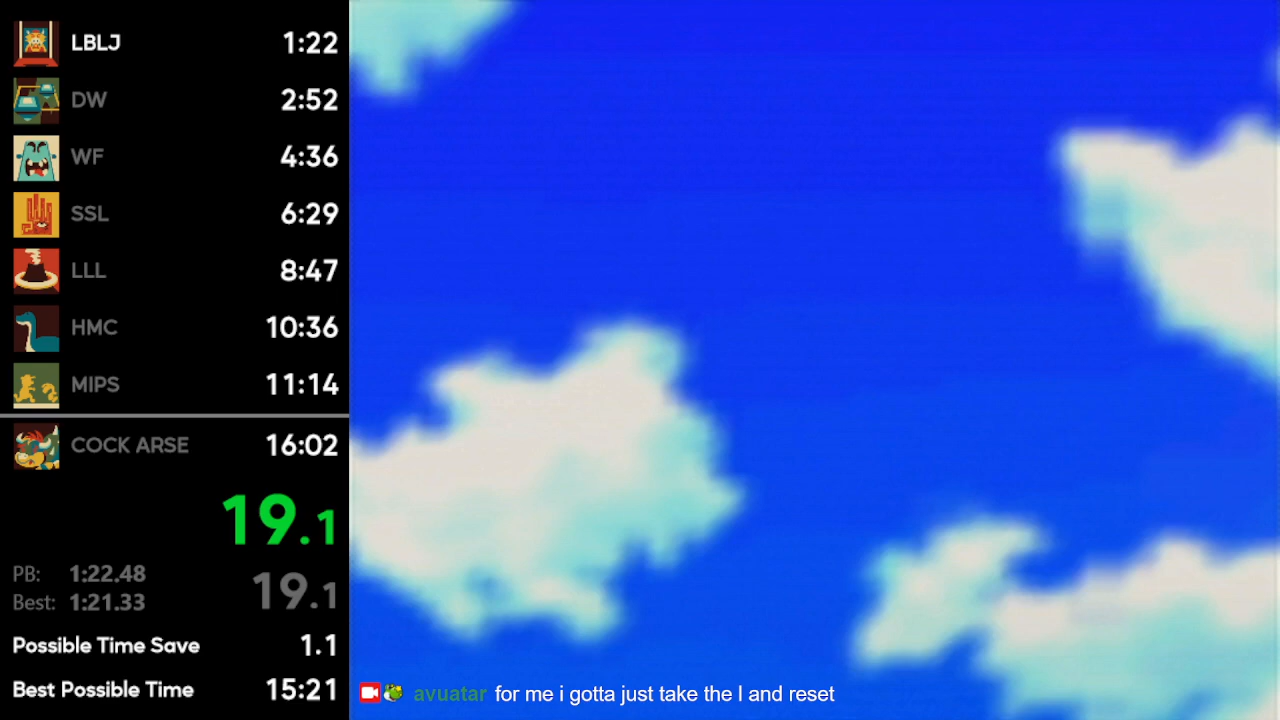 LBLJ 1:22
DW 2:52
WF 4:36
SSL 6:29
LLL 8:47
HMC 10:36
MIPS 11:14
COCK ARSE 16:02
19.1
PB: 1:22.48
Best: 1:21.33 19.1
Possible Time Save 1.1
Best Possible Time 15:21
avuatar for me i gotta just take the l and reset